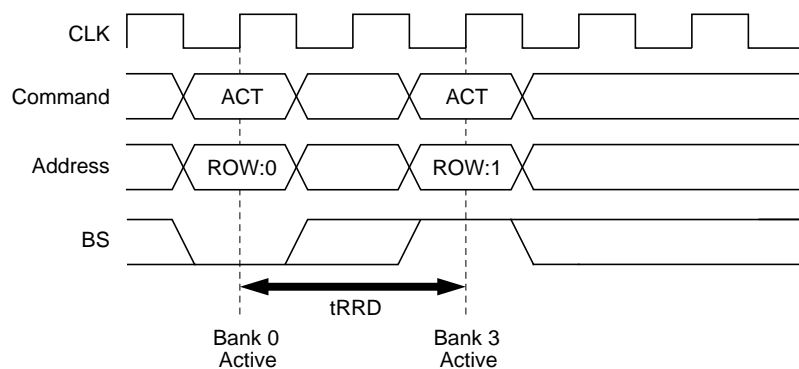 CLK
Command
ACT
ACT
Address
ROW:0
ROW:1
BS
tRRD
Bank 0
Active
Bank 3
Active